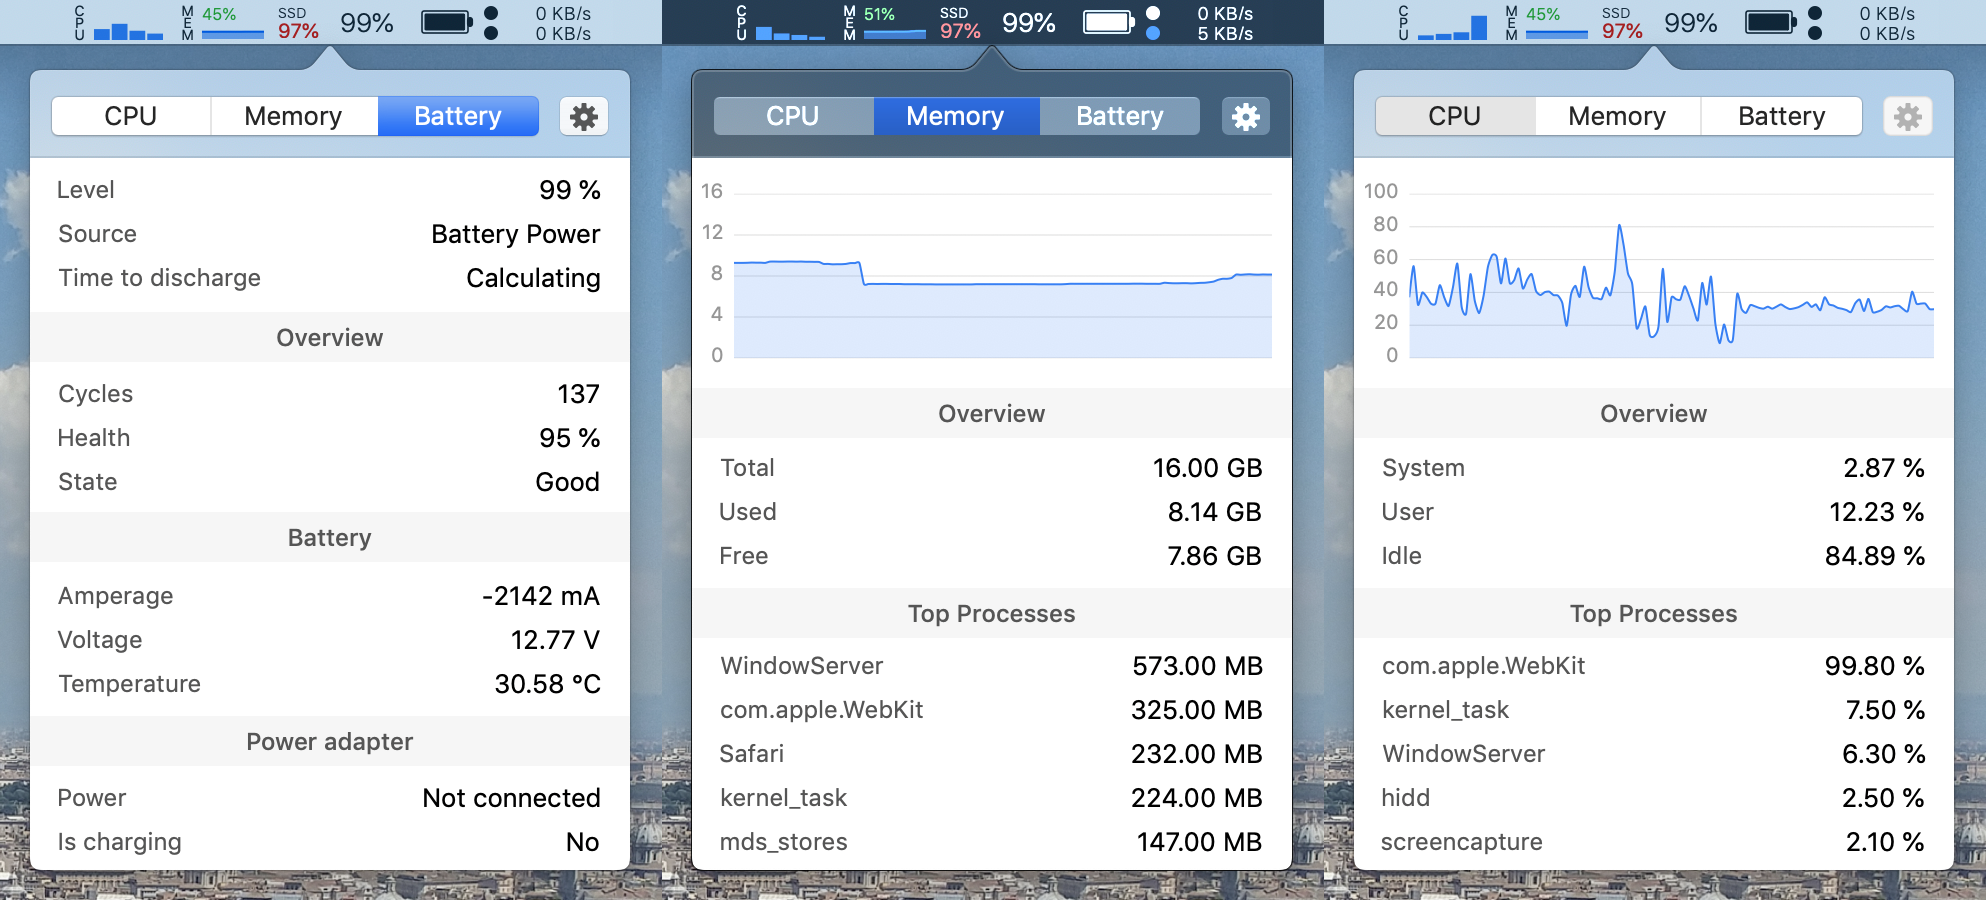 CPU 45% MEM SSD 97% 99% 0 KB/s 0 KB/s
CPU Memory Battery
Level 99 %
Source Battery Power
Time to discharge Calculating
Overview
Cycles 137
Health 95 %
State Good
Battery
Amperage -2142 mA
Voltage 12.77 V
Temperature 30.58 °C
Power adapter
Power Not connected
Is charging No
CPU MEM 51% SSD 97% 99% 0 KB/s 5 KB/s
CPU Memory Battery
16
12
8
4
0
Overview
Total 16.00 GB
Used 8.14 GB
Free 7.86 GB
Top Processes
WindowServer 573.00 MB
com.apple.WebKit 325.00 MB
Safari 232.00 MB
kernel_task 224.00 MB
mds_stores 147.00 MB
CPU MEM 45% SSD 97% 99% 0 KB/s 0 KB/s
CPU Memory Battery
100
80
60
40
20
0
Overview
System 2.87 %
User 12.23 %
Idle 84.89 %
Top Processes
com.apple.WebKit 99.80 %
kernel_task 7.50 %
WindowServer 6.30 %
hidd 2.50 %
screencapture 2.10 %